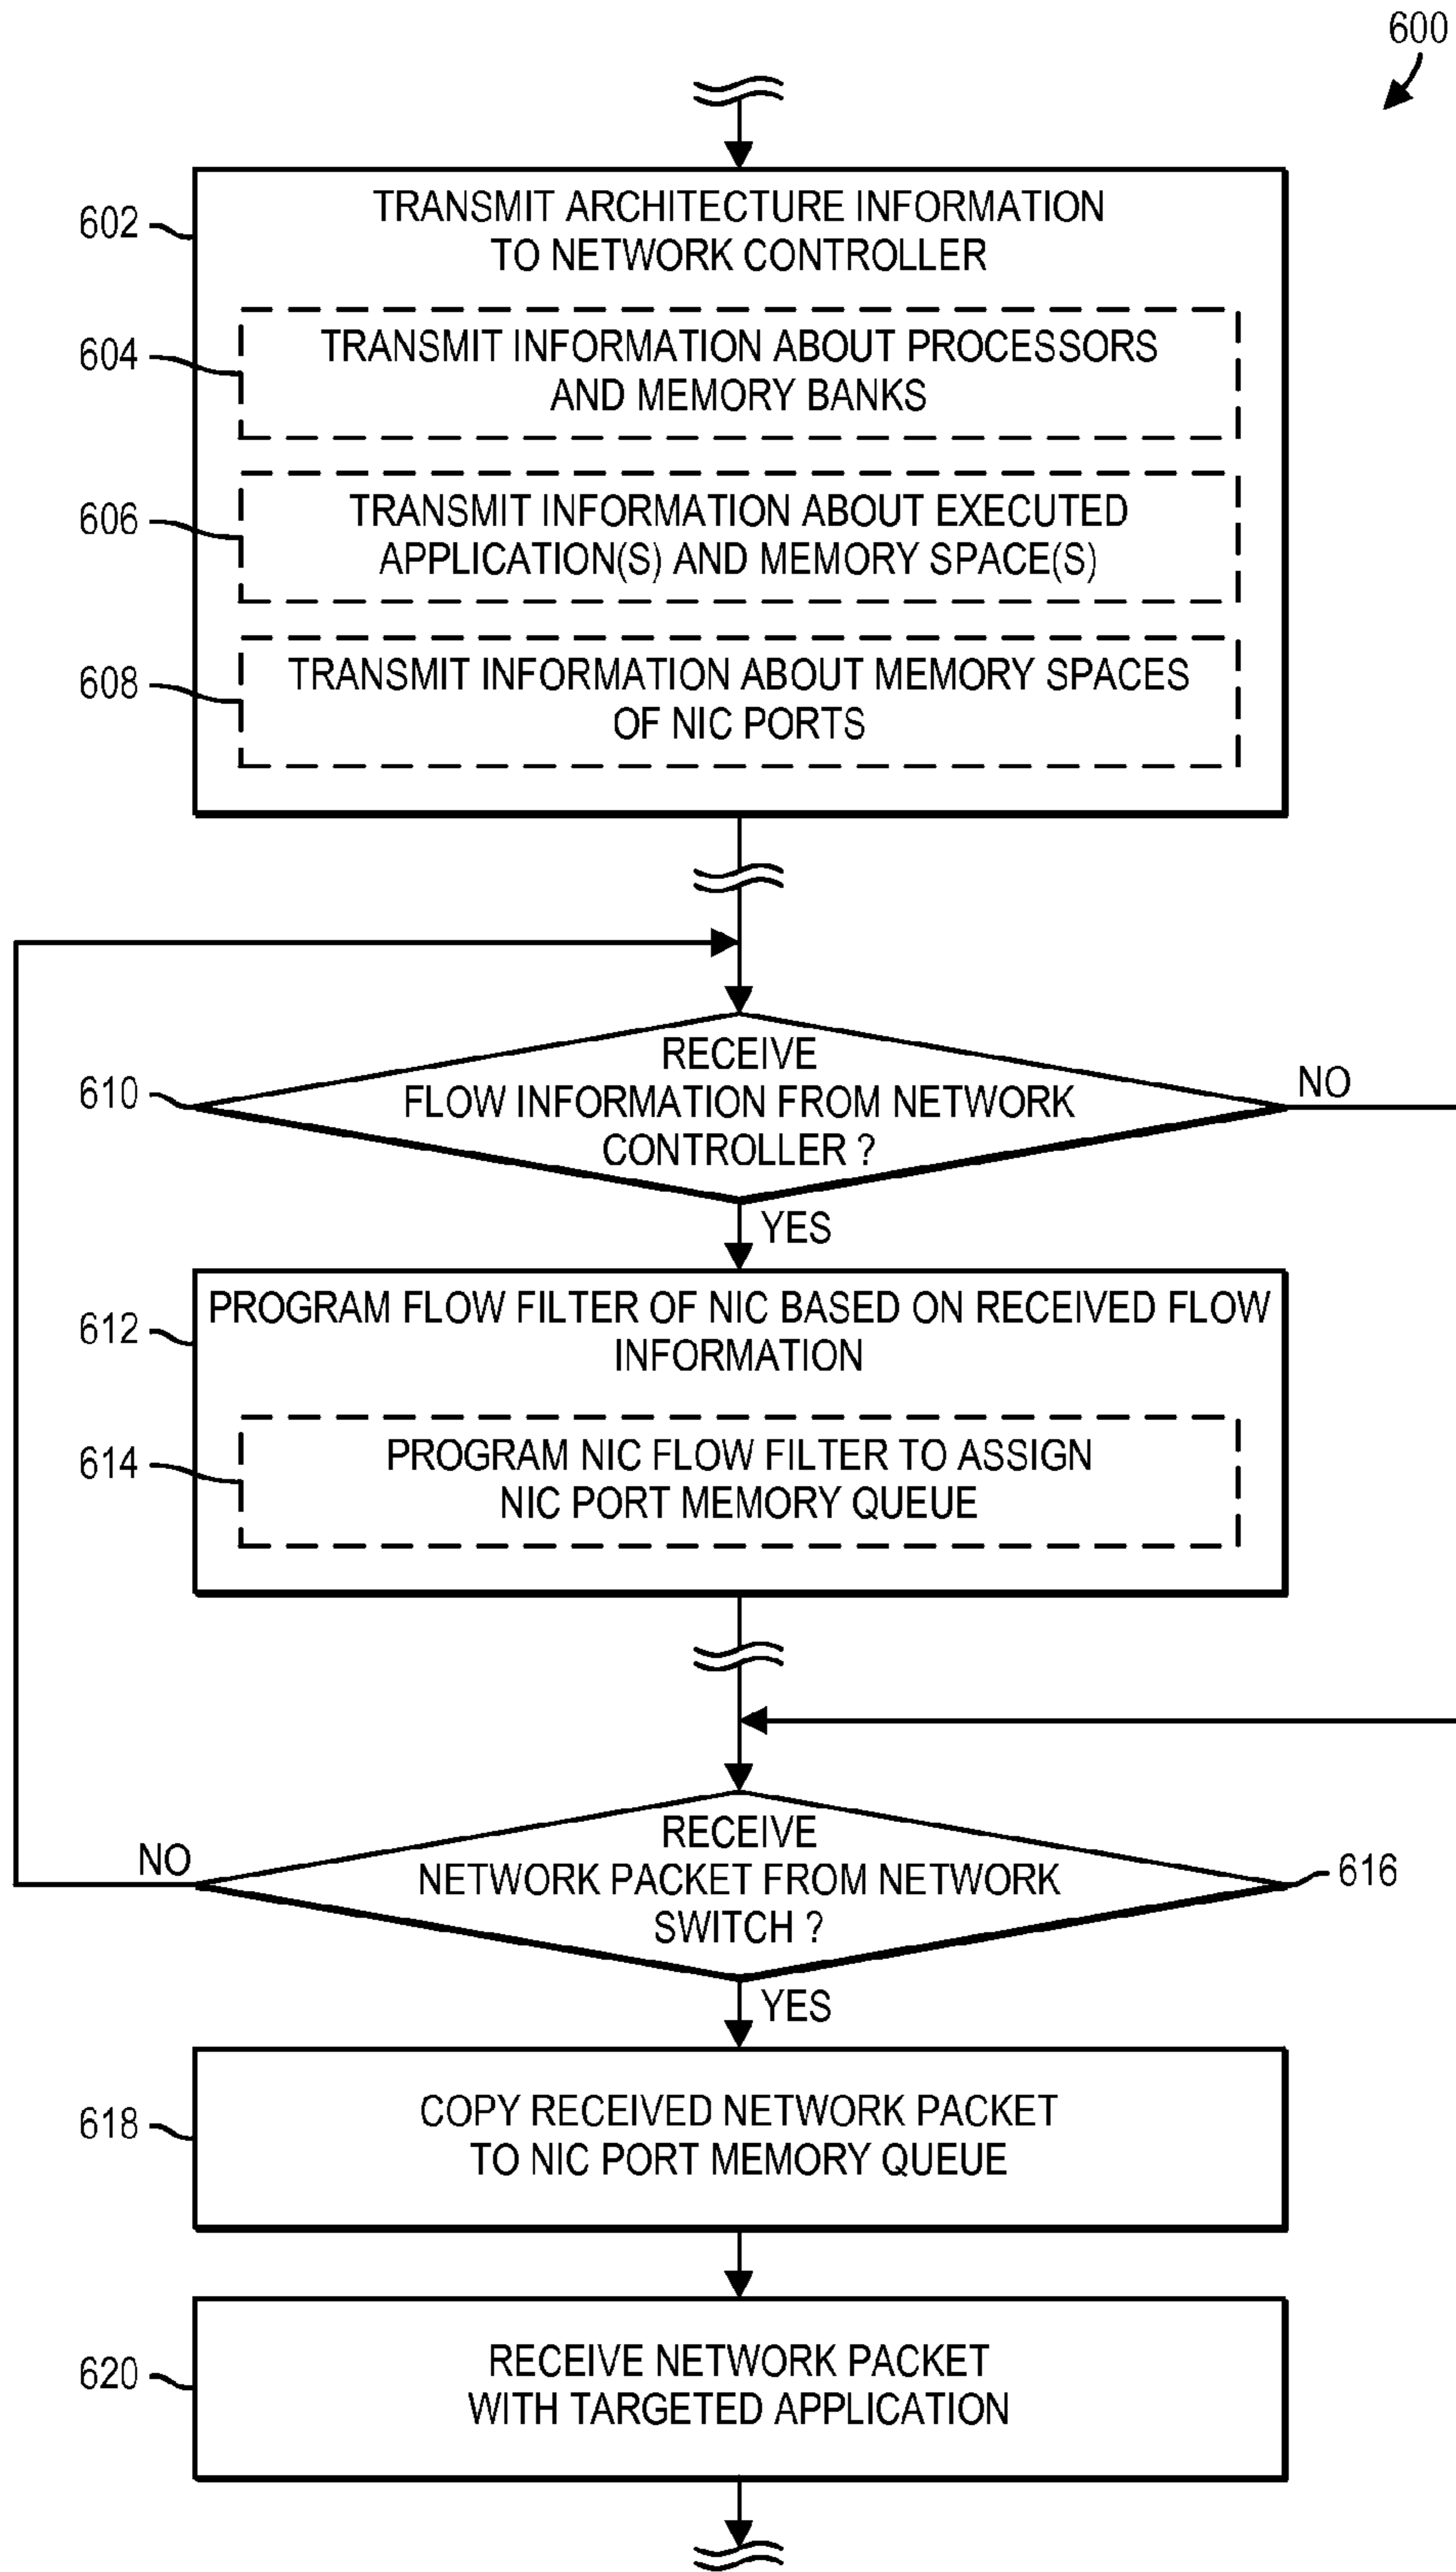 600
602
TRANSMIT ARCHITECTURE INFORMATION
TO NETWORK CONTROLLER
604
TRANSMIT INFORMATION ABOUT PROCESSORS
AND MEMORY BANKS
606
TRANSMIT INFORMATION ABOUT EXECUTED
APPLICATION(S) AND MEMORY SPACE(S)
608
TRANSMIT INFORMATION ABOUT MEMORY SPACES
OF NIC PORTS
610
RECEIVE
FLOW INFORMATION FROM NETWORK
CONTROLLER ?
NO
YES
612
PROGRAM FLOW FILTER OF NIC BASED ON RECEIVED FLOW
INFORMATION
614
PROGRAM NIC FLOW FILTER TO ASSIGN
NIC PORT MEMORY QUEUE
NO
RECEIVE
NETWORK PACKET FROM NETWORK
SWITCH ?
616
YES
618
COPY RECEIVED NETWORK PACKET
TO NIC PORT MEMORY QUEUE
620
RECEIVE NETWORK PACKET
WITH TARGETED APPLICATION